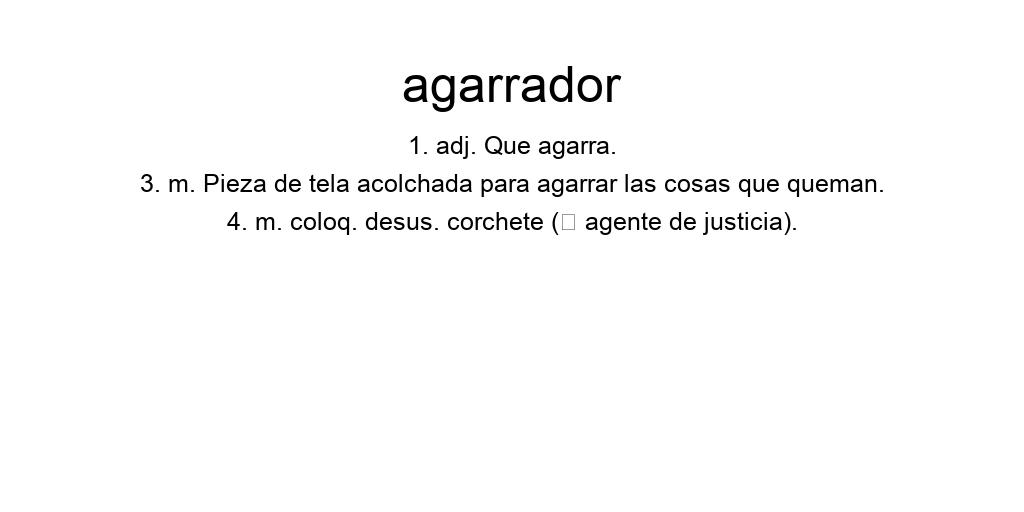 agarrador
1. adj. Que agarra.
3. m. Pieza de tela acolchada para agarrar las cosas que queman.
4. m. coloq. desus. corchete (□ agente de justicia).